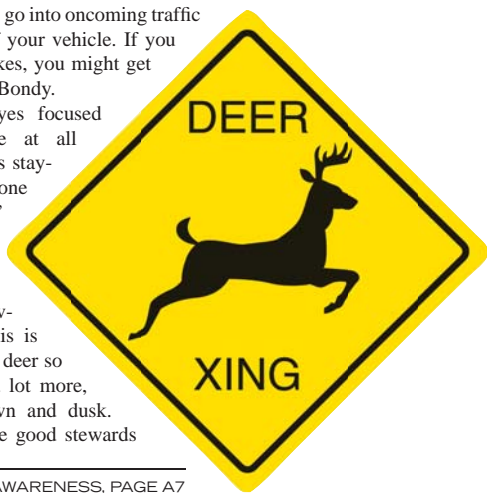 go into oncoming traffic
your vehicle. If you
kes, you might get
Bondy.
yes focused
e at all
s stay-
one
DEER
XING
v-
is is
deer so
lot more,
wn and dusk.
e good stewards
AWARENESS, PAGE A7